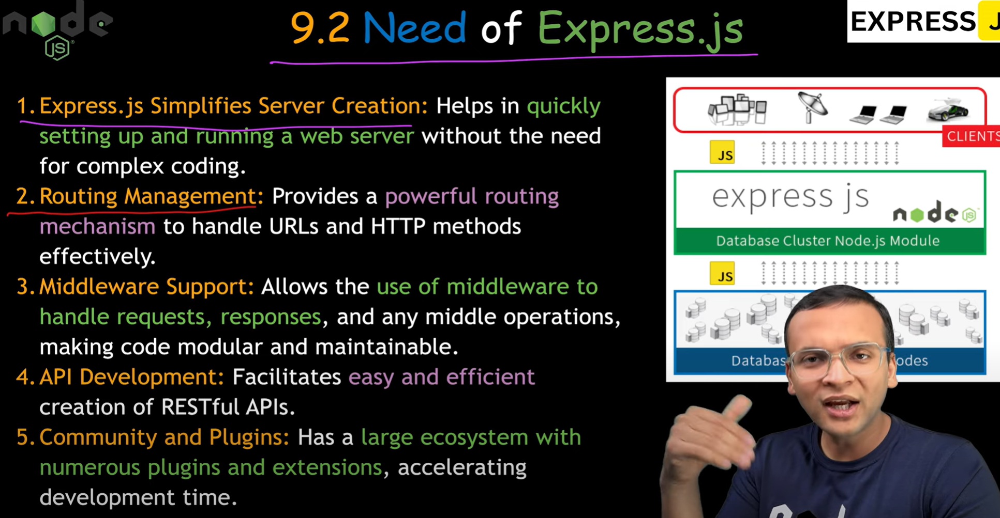 node
JS
9.2 Need of Express.js
EXPRESS J
1. Express.js Simplifies Server Creation: Helps in quickly
setting up and running a web server without the need
for complex coding.
2. Routing Management: Provides a powerful routing
mechanism to handle URLs and HTTP methods
effectively.
3. Middleware Support: Allows the use of middleware to
handle requests, responses, and any middle operations,
making code modular and maintainable.
4. API Development: Facilitates easy and efficient
creation of RESTful APIs.
5. Community and Plugins: Has a large ecosystem with
numerous plugins and extensions, accelerating
development time.
CLIENTS
JS
express js
node JS
Database Cluster Node.js Module
JS